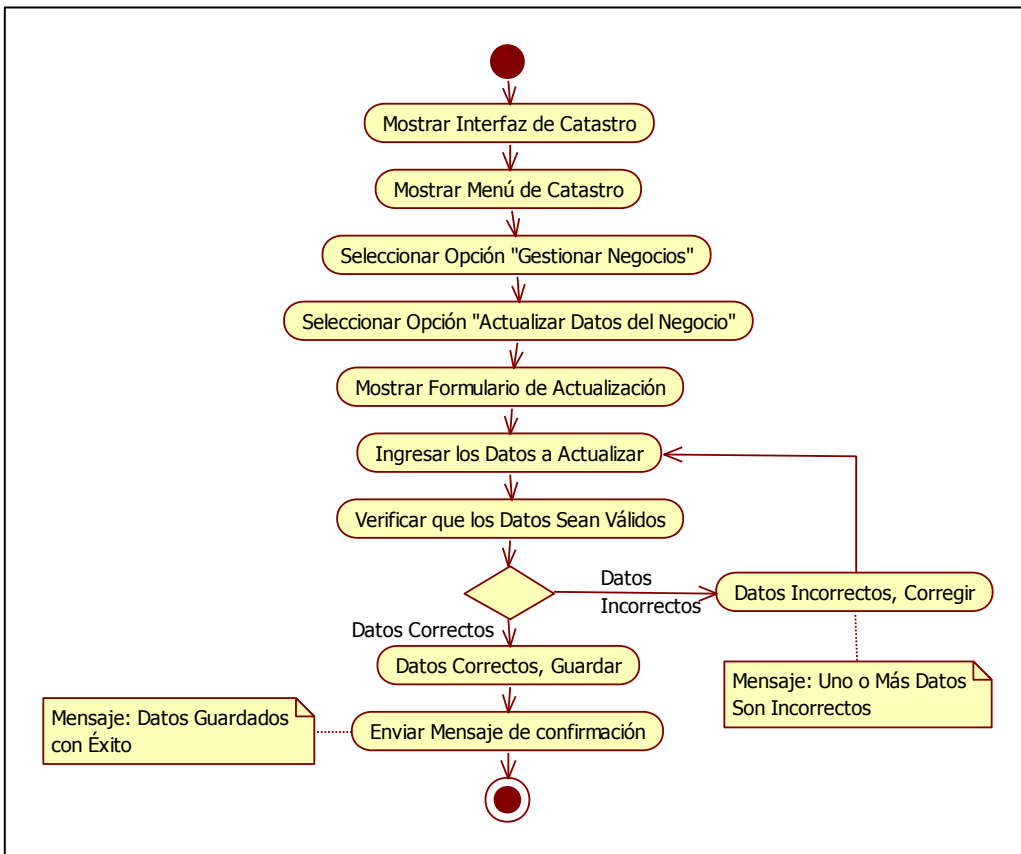 Mostrar Interfaz de Catastro
Mostrar Menú de Catastro
Seleccionar Opción "Gestionar Negocios"
Seleccionar Opción "Actualizar Datos del Negocio"
Mostrar Formulario de Actualización
Ingresar los Datos a Actualizar
Verificar que los Datos Sean Válidos
Datos
Incorrectos
Datos Incorrectos, Corregir
Datos Correctos
Datos Correctos, Guardar
Mensaje: Uno o Más Datos
Son Incorrectos
Mensaje: Datos Guardados
con Éxito
Enviar Mensaje de confirmación